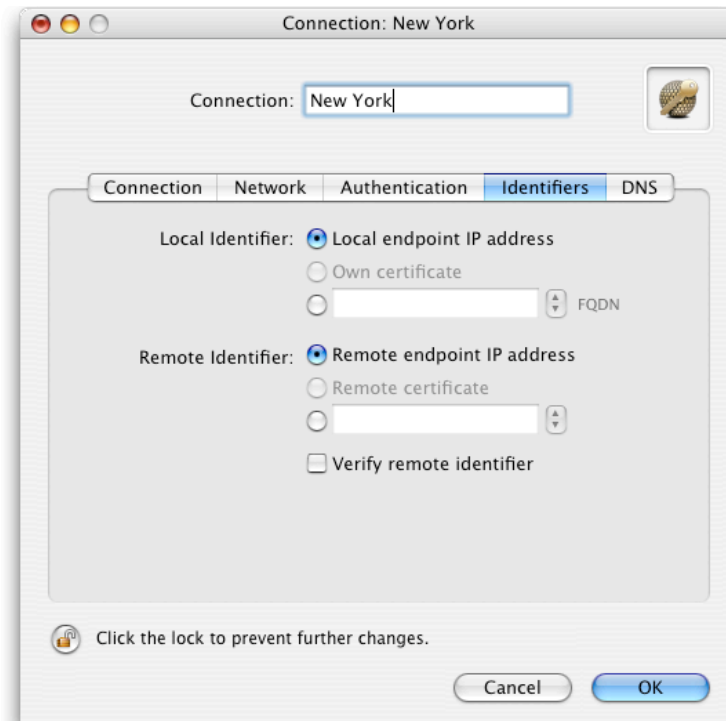 Connection: New York
Connection: New York
Connection Network Authentication Identifiers DNS
Local Identifier: Local endpoint IP address
Own certificate
FQDN
Remote Identifier: Remote endpoint IP address
Remote certificate
Verify remote identifier
Click the lock to prevent further changes.
Cancel OK